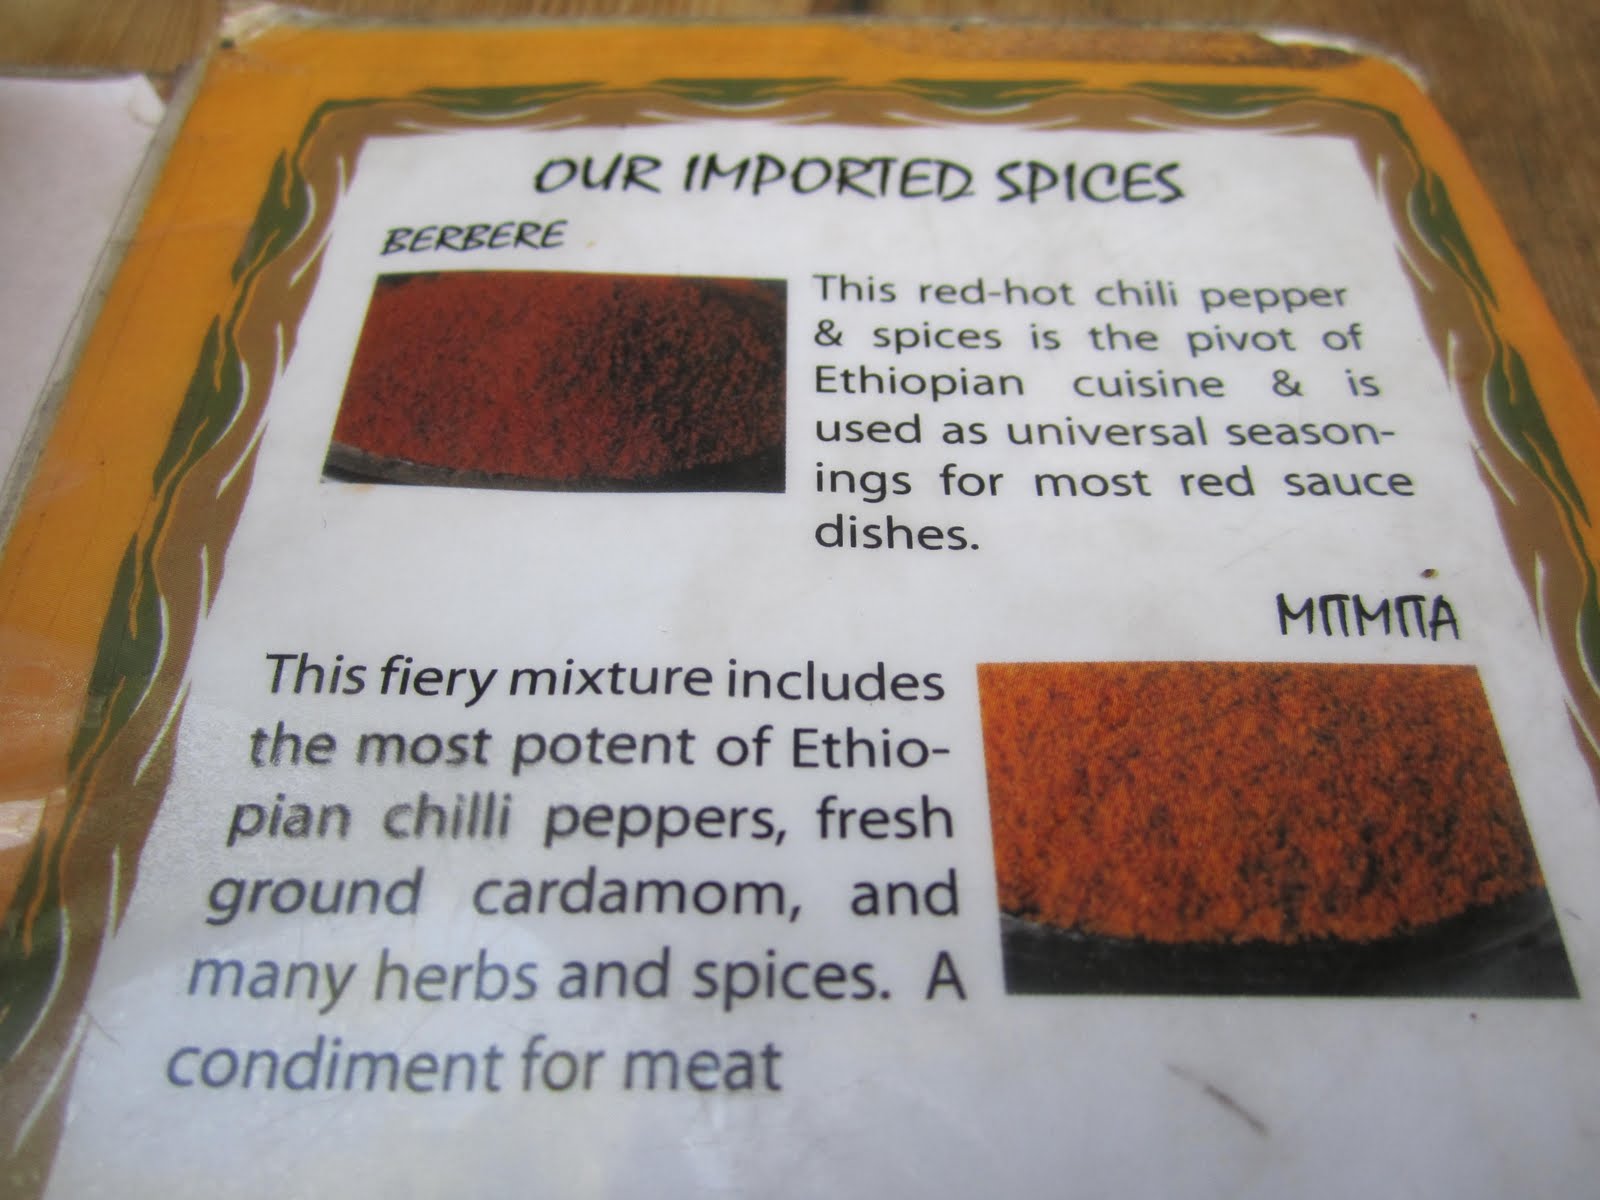 OUR IMPORTED SPICES
BERBERE
This red-hot chili pepper
& spices is the pivot of
Ethiopian cuisine & is
used as universal season-
ings for most red sauce
dishes.
MITMITA
This fiery mixture includes
the most potent of Ethio-
pian chilli peppers, fresh
ground cardamom, and
many herbs and spices. A
condiment for meat